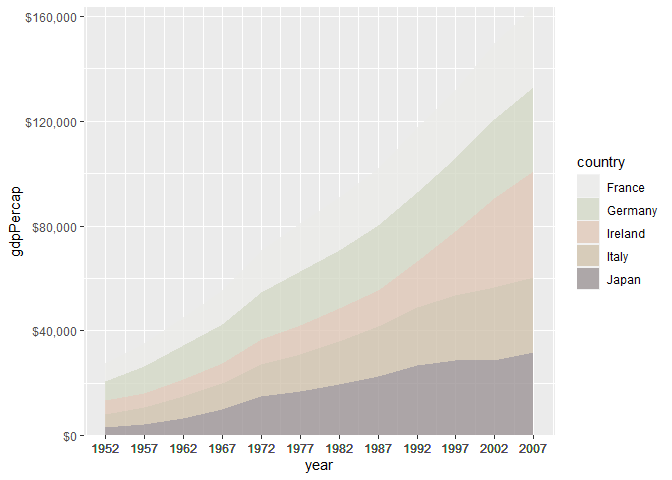 $160,000
$120,000
$80,000
$40,000
$0
gdpPercap
1952 1957 1962 1967 1972 1977 1982 1987 1992 1997 2002 2007
year
country
France
Germany
Ireland
Italy
Japan